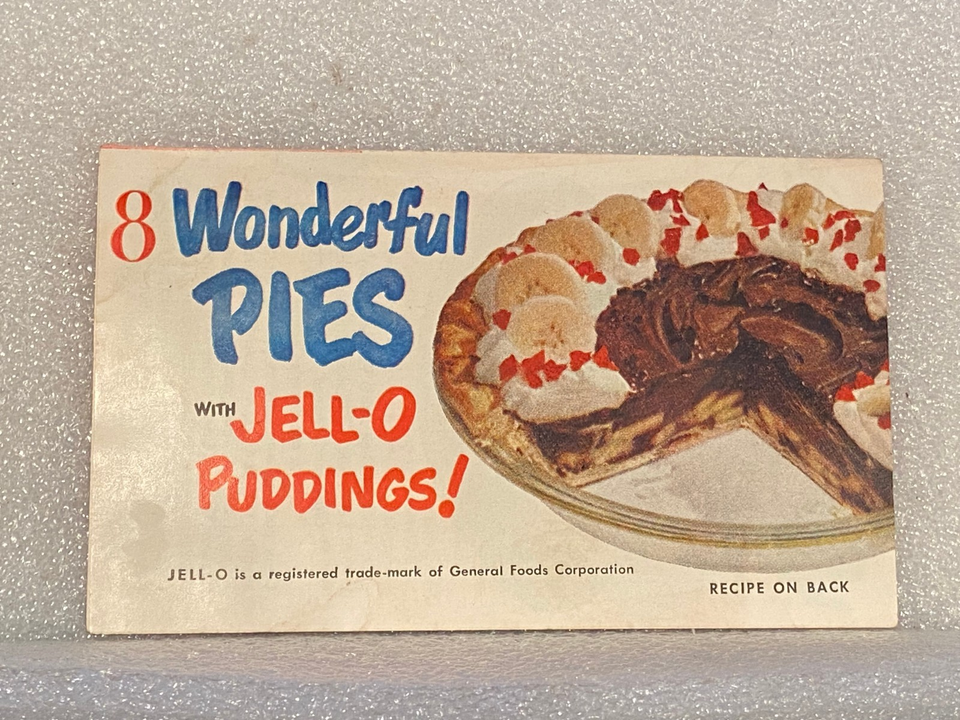 8 Wonderful
PIES
WITH JELL-O
PUDDINGS!
JELL-O is a registered trade-mark of General Foods Corporation
RECIPE ON BACK